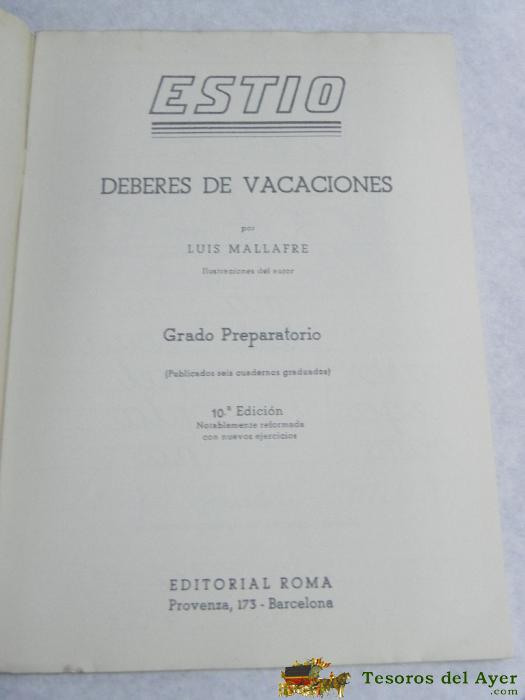 ESTIO
DEBERES DE VACACIONES
por
LUIS MALLAFRE
Ilustraciones del autor
Grado Preparatorio
(Publicados seis cuadernos graduados)
10.ª Edición
Notablemente reformada
con nuevos ejercicios
EDITORIAL ROMA
Provenza, 173 - Barcelona
Tesoros del Ayer
.com